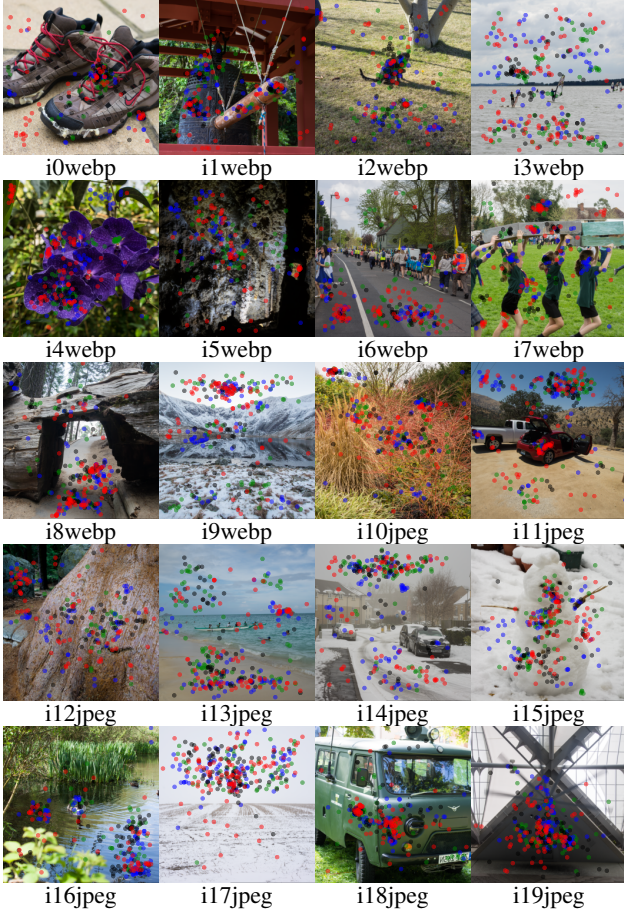 i0webp i1webp i2webp i3webp
i4webp i5webp i6webp i7webp
i8webp i9webp i10jpeg i11jpeg
i12jpeg i13jpeg i14jpeg i15jpeg
i16jpeg i17jpeg i18jpeg i19jpeg